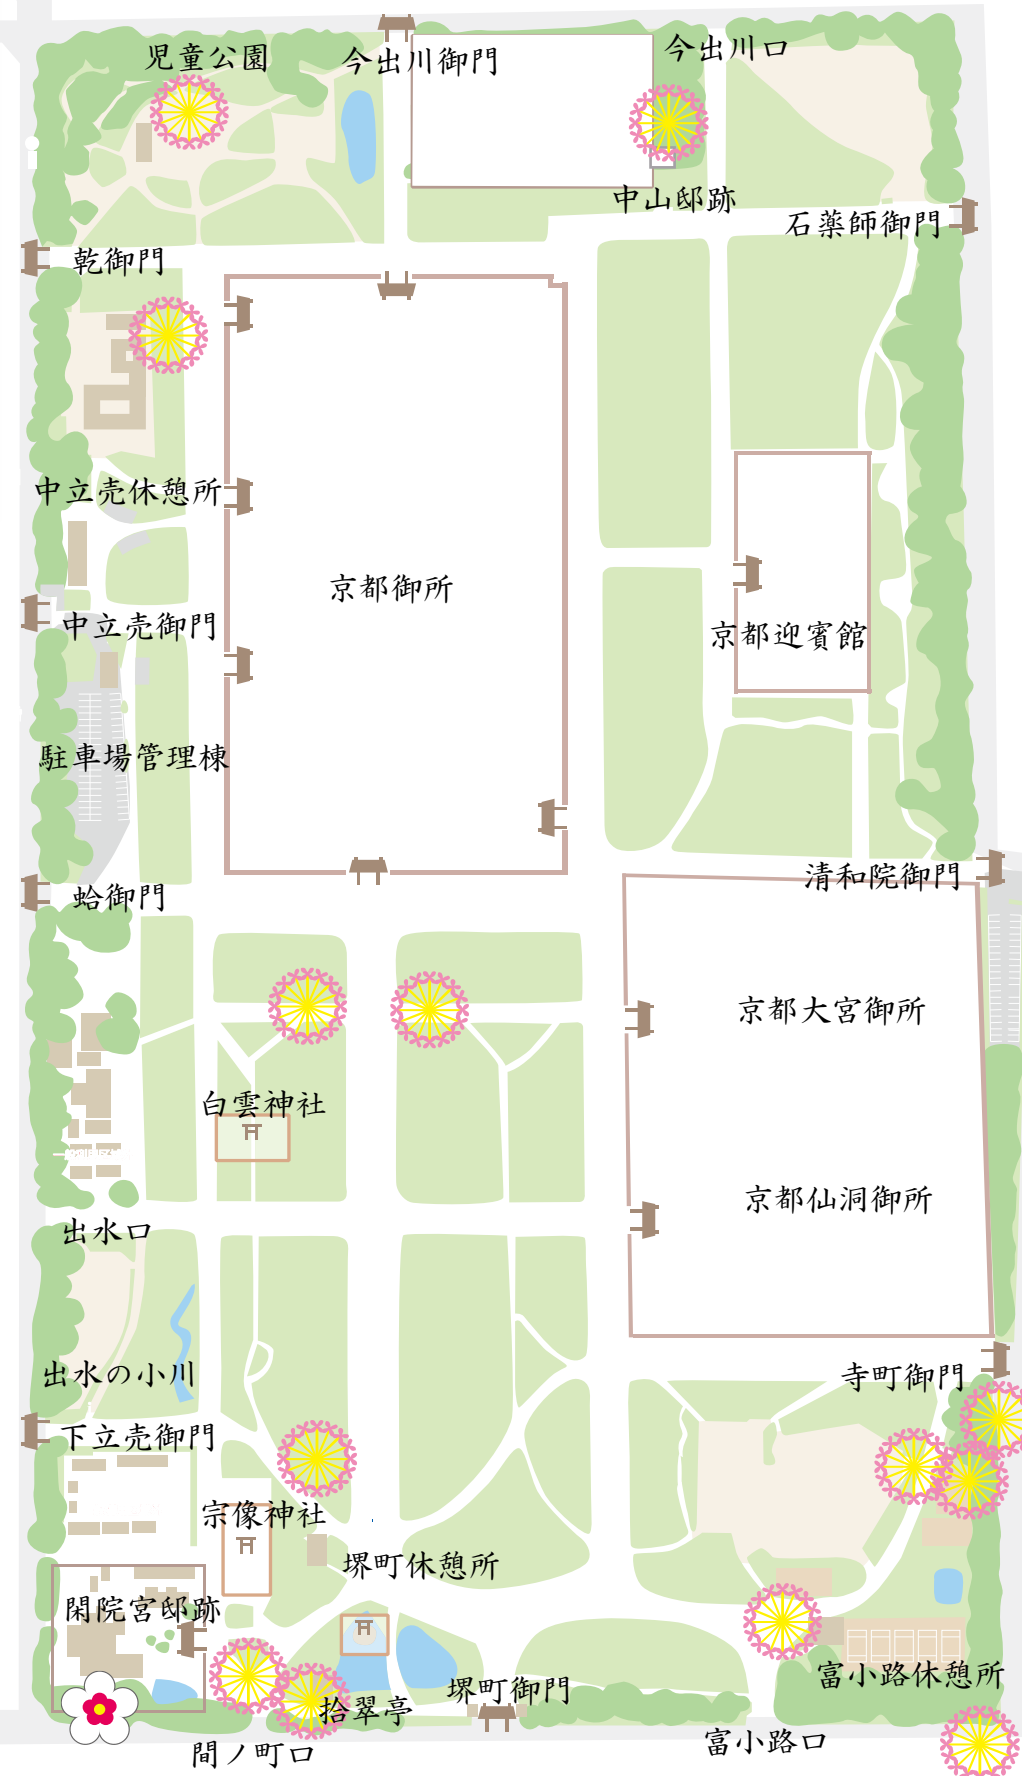 児童公園
今出川御門
今出川口
中山邸跡
石薬師御門
乾御門
中立売休憩所
京都御所
中立売御門
京都迎賓館
駐車場管理棟
清和院御門
蛤御門
京都大宮御所
白雲神社
京都仙洞御所
出水口
出水の小川
寺町御門
下立売御門
宗像神社
堺町休憩所
閑院宮邸跡
富小路休憩所
堺町御門
拾翠亭
富小路口
間ノ町口